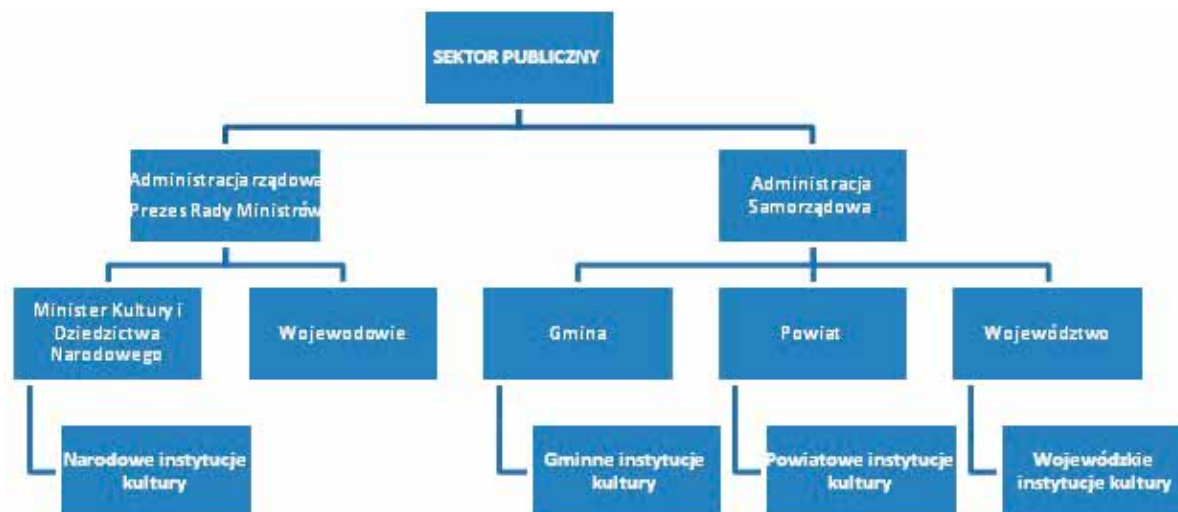 SEKTOR PUBLICZNY
Administracja rządowa
Prezes Rady Ministrów
Administracja
Samorządowa
Minister Kultury i
Dziedzictwa
Narodowego
Wojewodowie
Gmina
Powiat
Województwo
Narodowe instytucje
kultury
Gminne instytucje
kultury
Powiatowe instytucje
kultury
Wojewódzkie
instytucje kultury